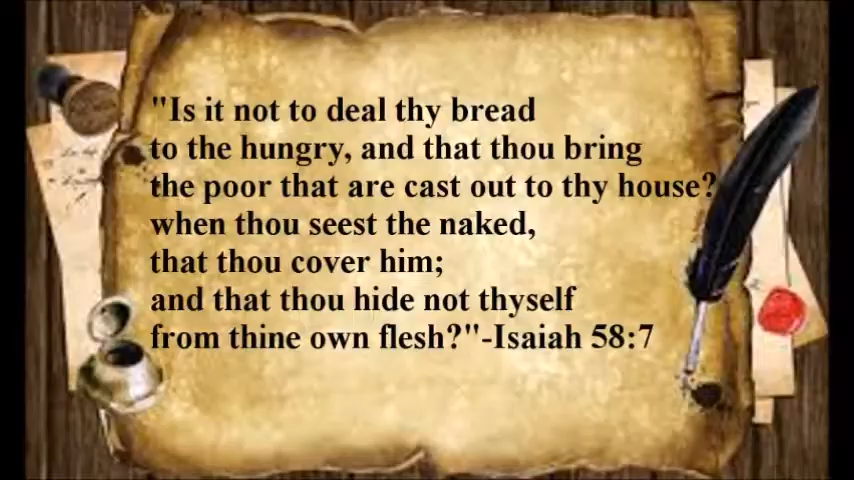 "Is it not to deal thy bread
to the hungry, and that thou bring
the poor that are cast out to thy house?
when thou seest the naked,
that thou cover him;
and that thou hide not thyself
from thine own flesh?"-Isaiah 58:7